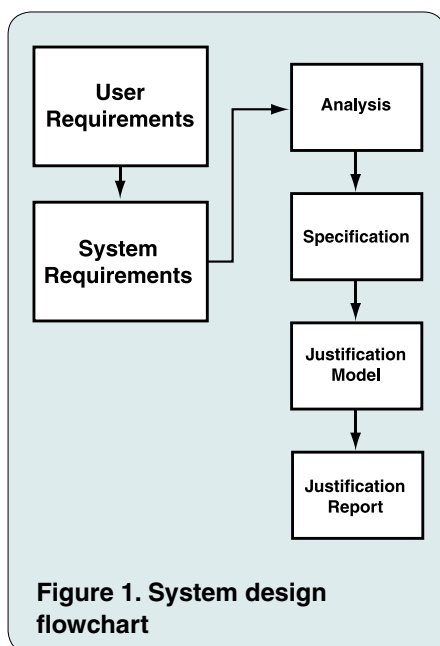 User
Requirements
System
Requirements
Analysis
Specification
Justification
Model
Justification
Report
Figure 1. System design
flowchart